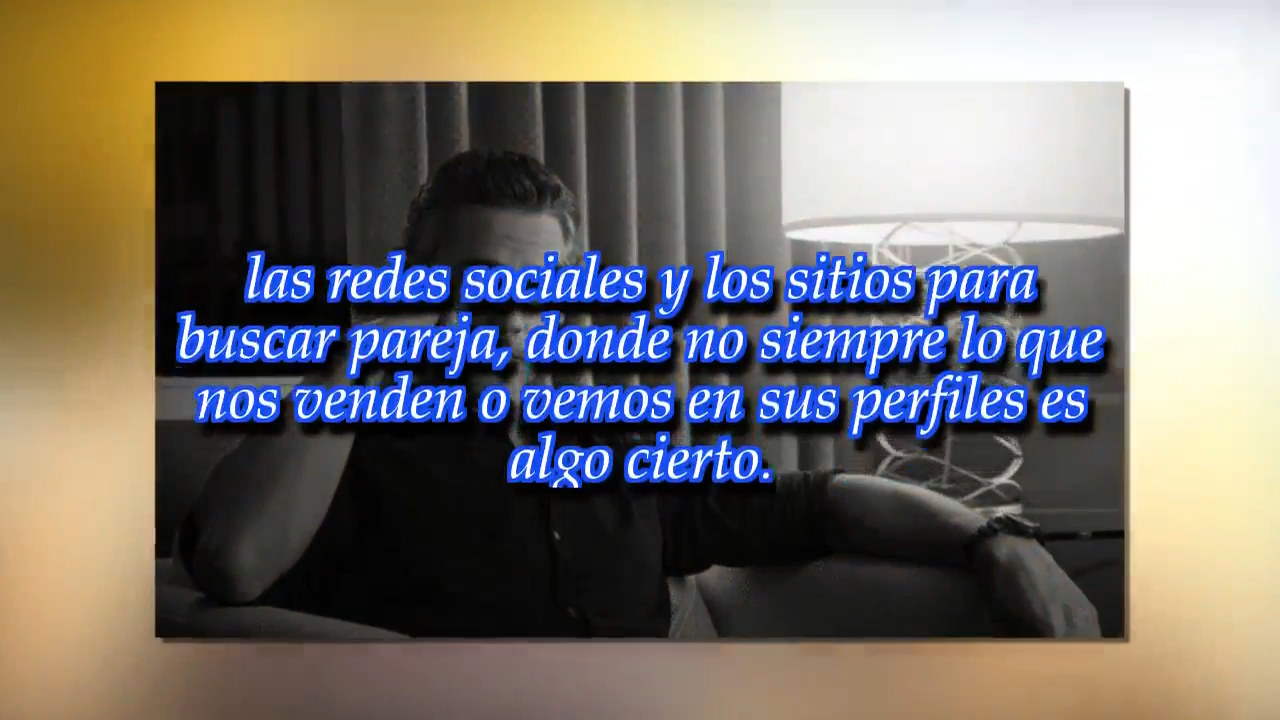 las redes sociales y los sitios para
buscar pareja, donde no siempre lo que
nos venden o vemos en sus perfiles es
algo cierto.